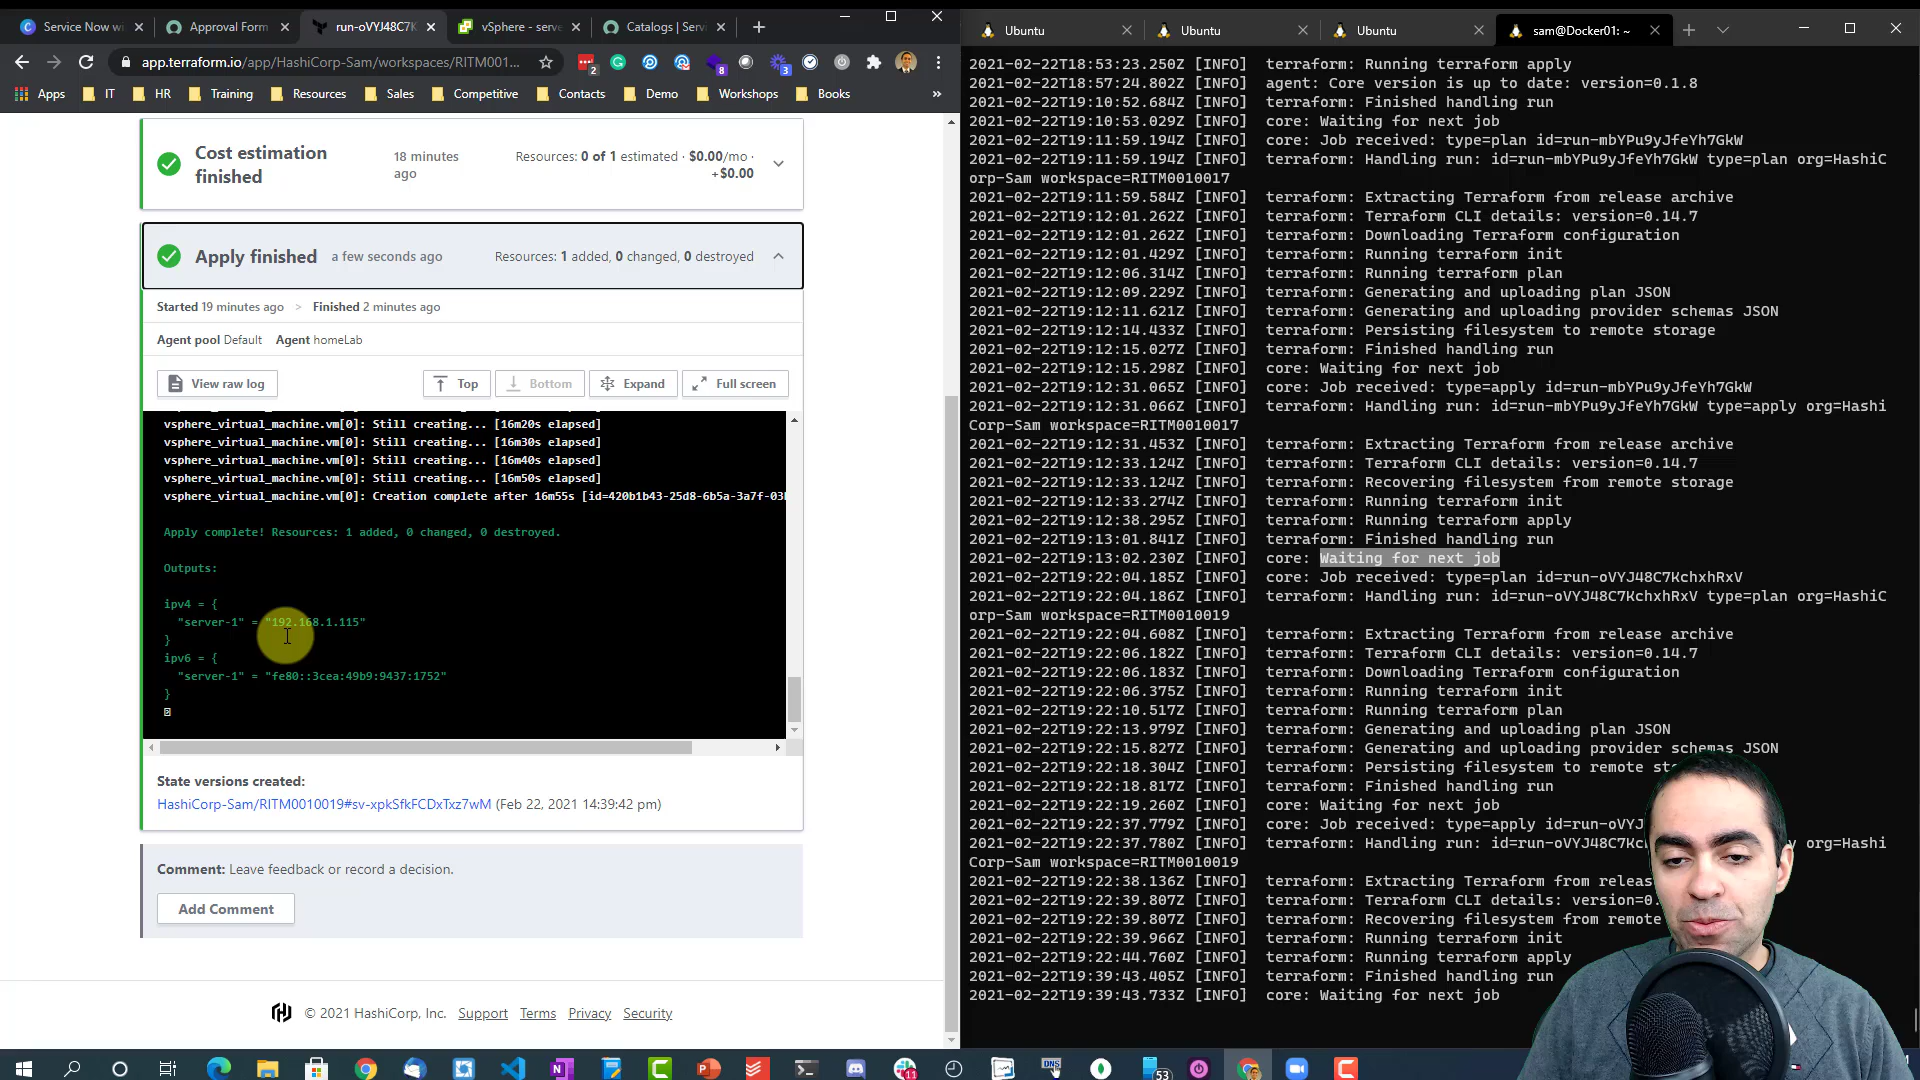 Service Now wi
Approval Form
run-oVYJ48C7K
vSphere - serve
Catalogs | Servi
app.terraform.io/app/HashiCorp-Sam/workspaces/RITM001...
2
8
3
Apps
IT
HR
Training
Resources
Sales
Competitive
Contacts
Demo
Workshops
Books
»
Cost estimation finished
18 minutes ago
Resources: 0 of 1 estimated · $0.00/mo · +$0.00
Apply finished a few seconds ago
Resources: 1 added, 0 changed, 0 destroyed
Started 19 minutes ago > Finished 2 minutes ago
Agent pool Default Agent homeLab
View raw log
Top
Bottom
Expand
Full screen
vsphere_virtual_machine.vm[0]: Still creating... [16m20s elapsed]
vsphere_virtual_machine.vm[0]: Still creating... [16m30s elapsed]
vsphere_virtual_machine.vm[0]: Still creating... [16m40s elapsed]
vsphere_virtual_machine.vm[0]: Still creating... [16m50s elapsed]
vsphere_virtual_machine.vm[0]: Creation complete after 16m55s [id=420b1b43-25d8-6b5a-3a7f-03
Apply complete! Resources: 1 added, 0 changed, 0 destroyed.
Outputs:
ipv4 = {
"server-1" = "192.168.1.115"
}
ipv6 = {
"server-1" = "fe80::3cea:49b9:9437:1752"
}
State versions created:
HashiCorp-Sam/RITM0010019#sv-xpkSfkFCDxTxz7wM (Feb 22, 2021 14:39:42 pm)
Comment: Leave feedback or record a decision.
Add Comment
© 2021 HashiCorp, Inc. Support Terms Privacy Security
Ubuntu
Ubuntu
Ubuntu
sam@Docker01: ~
2021-02-22T18:53:23.250Z [INFO] terraform: Running terraform apply
2021-02-22T18:57:24.802Z [INFO] agent: Core version is up to date: version=0.1.8
2021-02-22T19:10:52.684Z [INFO] terraform: Finished handling run
2021-02-22T19:10:53.029Z [INFO] core: Waiting for next job
2021-02-22T19:11:59.194Z [INFO] core: Job received: type=plan id=run-mbYPu9yJfeYh7GkW
2021-02-22T19:11:59.194Z [INFO] terraform: Handling run: id=run-mbYPu9yJfeYh7GkW type=plan org=HashiC
orp-Sam workspace=RITM0010017
2021-02-22T19:11:59.584Z [INFO] terraform: Extracting Terraform from release archive
2021-02-22T19:12:01.262Z [INFO] terraform: Terraform CLI details: version=0.14.7
2021-02-22T19:12:01.262Z [INFO] terraform: Downloading Terraform configuration
2021-02-22T19:12:01.429Z [INFO] terraform: Running terraform init
2021-02-22T19:12:06.314Z [INFO] terraform: Running terraform plan
2021-02-22T19:12:09.229Z [INFO] terraform: Generating and uploading plan JSON
2021-02-22T19:12:11.621Z [INFO] terraform: Generating and uploading provider schemas JSON
2021-02-22T19:12:14.433Z [INFO] terraform: Persisting filesystem to remote storage
2021-02-22T19:12:15.027Z [INFO] terraform: Finished handling run
2021-02-22T19:12:15.298Z [INFO] core: Waiting for next job
2021-02-22T19:12:31.065Z [INFO] core: Job received: type=apply id=run-mbYPu9yJfeYh7GkW
2021-02-22T19:12:31.066Z [INFO] terraform: Handling run: id=run-mbYPu9yJfeYh7GkW type=apply org=Hashi
Corp-Sam workspace=RITM0010017
2021-02-22T19:12:31.453Z [INFO] terraform: Extracting Terraform from release archive
2021-02-22T19:12:33.124Z [INFO] terraform: Terraform CLI details: version=0.14.7
2021-02-22T19:12:33.124Z [INFO] terraform: Recovering filesystem from remote storage
2021-02-22T19:12:33.274Z [INFO] terraform: Running terraform init
2021-02-22T19:12:38.295Z [INFO] terraform: Running terraform apply
2021-02-22T19:13:01.841Z [INFO] terraform: Finished handling run
2021-02-22T19:13:02.230Z [INFO] core: Waiting for next job
2021-02-22T19:22:04.185Z [INFO] core: Job received: type=plan id=run-oVYJ48C7KchxhRxV
2021-02-22T19:22:04.186Z [INFO] terraform: Handling run: id=run-oVYJ48C7KchxhRxV type=plan org=HashiC
orp-Sam workspace=RITM0010019
2021-02-22T19:22:04.608Z [INFO] terraform: Extracting Terraform from release archive
2021-02-22T19:22:06.182Z [INFO] terraform: Terraform CLI details: version=0.14.7
2021-02-22T19:22:06.183Z [INFO] terraform: Downloading Terraform configuration
2021-02-22T19:22:06.375Z [INFO] terraform: Running terraform init
2021-02-22T19:22:10.517Z [INFO] terraform: Running terraform plan
2021-02-22T19:22:13.979Z [INFO] terraform: Generating and uploading plan JSON
2021-02-22T19:22:15.827Z [INFO] terraform: Generating and uploading provider schemas JSON
2021-02-22T19:22:18.304Z [INFO] terraform: Persisting filesystem to remote
2021-02-22T19:22:18.817Z [INFO] terraform: Finished handling run
2021-02-22T19:22:19.260Z [INFO] core: Waiting for next job
2021-02-22T19:22:37.779Z [INFO] core: Job received: type=apply id=run-oVYJ
2021-02-22T19:22:37.780Z [INFO] terraform: Handling run: id=run-oVYJ48C7Kc y org=Hashi
Corp-Sam workspace=RITM0010019
2021-02-22T19:22:38.136Z [INFO] terraform: Extracting Terraform from releas
2021-02-22T19:22:39.807Z [INFO] terraform: Terraform CLI details: version=0.
2021-02-22T19:22:39.807Z [INFO] terraform: Recovering filesystem from remote
2021-02-22T19:22:39.966Z [INFO] terraform: Running terraform init
2021-02-22T19:22:44.760Z [INFO] terraform: Running terraform apply
2021-02-22T19:39:43.405Z [INFO] terraform: Finished handling run
2021-02-22T19:39:43.733Z [INFO] core: Waiting for next job
11
DNS
53